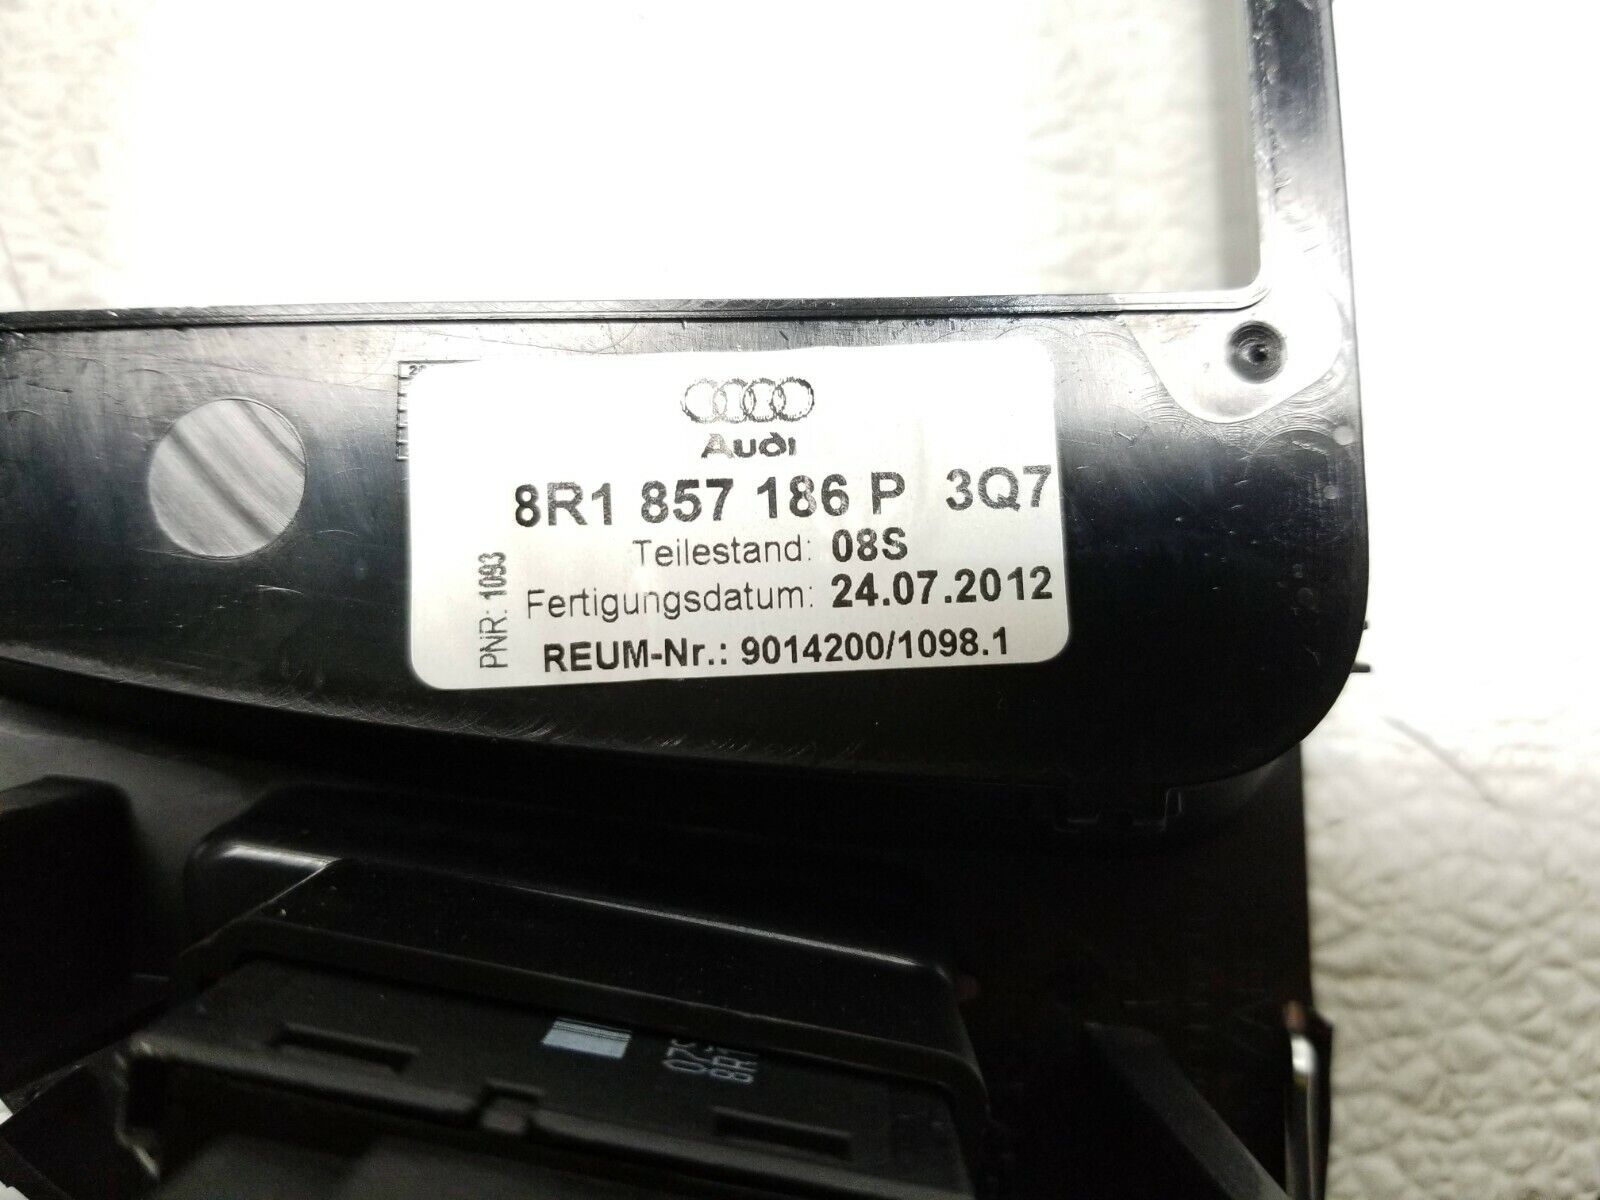 Audi
8R1 857 186 P 3Q7
Teilestand: 08S
Fertigungsdatum: 24.07.2012
REUM-Nr.: 9014200/1098.1
PNR: 1093